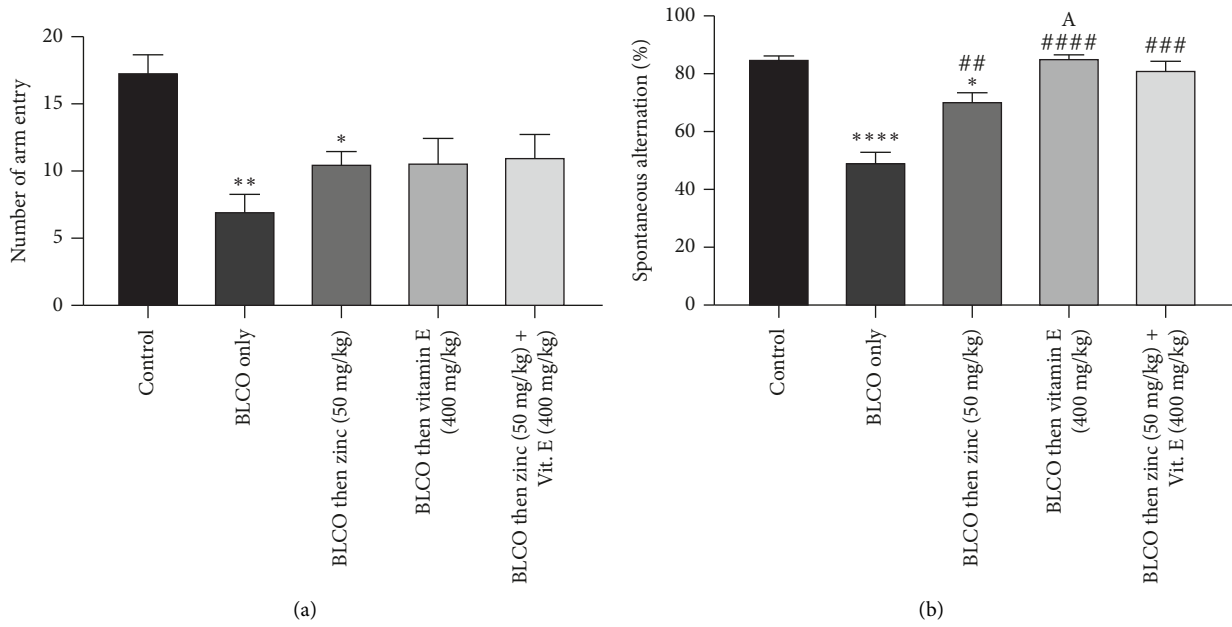 20
15
10
5
0
Number of arm entry
**
*
Control
BLCO only
BLCO then zinc (50 mg/kg)
BLCO then vitamin E
(400 mg/kg)
BLCO then zinc (50 mg/kg) +
Vit. E (400 mg/kg)
(a)
100
80
60
40
20
0
Spontaneous alternation (%)
****
##
*
A
####
###
Control
BLCO only
BLCO then zinc (50 mg/kg)
BLCO then vitamin E
(400 mg/kg)
BLCO then zinc (50 mg/kg) +
Vit. E (400 mg/kg)
(b)